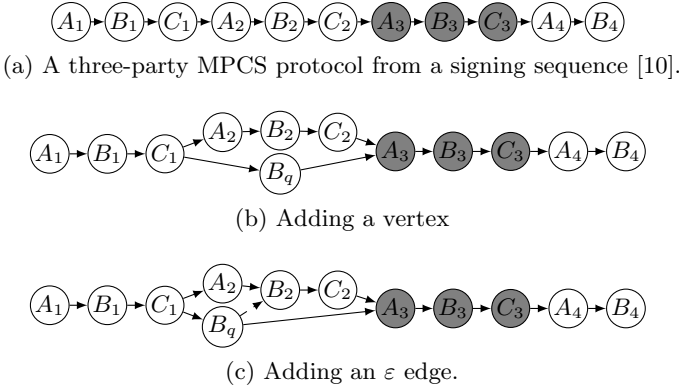 A₁ B₁ C₁ A₂ B₂ C₂ A₃ B₃ C₃ A₄ B₄
(a) A three-party MPCS protocol from a signing sequence [10].
A₂ B₂ C₂
A₁ B₁ C₁ A₃ B₃ C₃ A₄ B₄
B_q
(b) Adding a vertex
A₂ B₂ C₂
A₁ B₁ C₁ A₃ B₃ C₃ A₄ B₄
B_q
(c) Adding an ε edge.